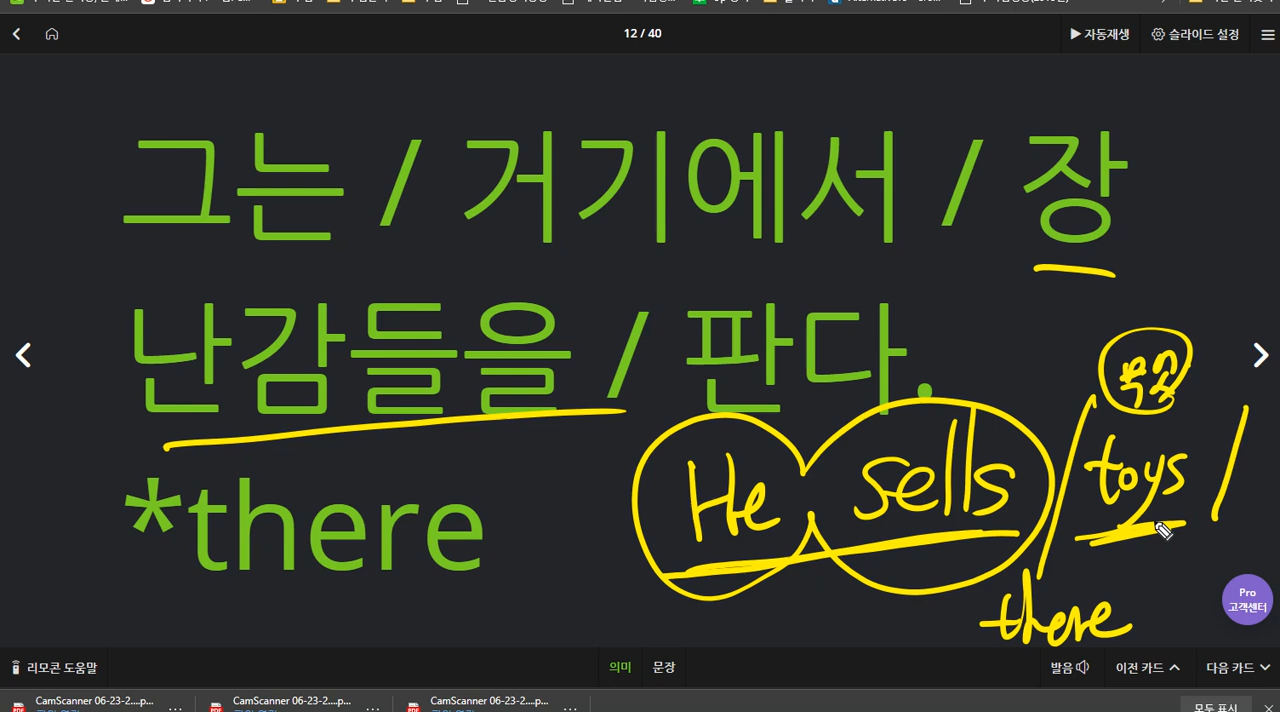 12 / 40
자동재생
슬라이드 설정
그는 / 거기에서 / 장
난감들을 / 판다.
*there
He sells / toys /
there
Pro
고객센터
리모콘 도움말
의미
문장
발음
이전 카드
다음 카드
CamScanner 06-23-2....p...
CamScanner 06-23-2....p...
CamScanner 06-23-2....p...
모두 표시